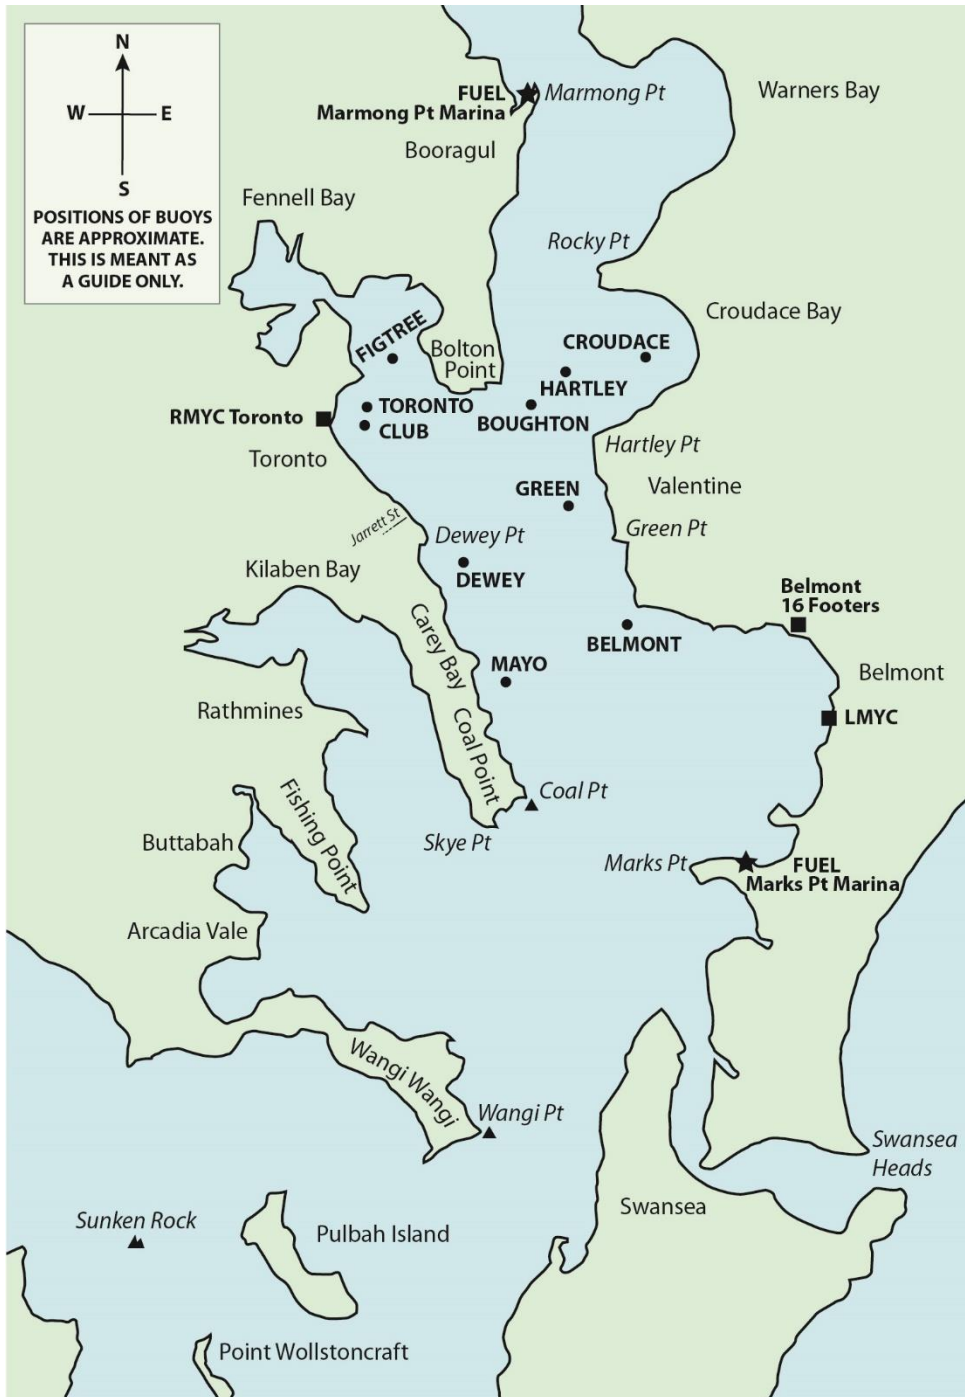 N
W E
S
POSITIONS OF BUOYS
ARE APPROXIMATE.
THIS IS MEANT AS
A GUIDE ONLY.
FUEL
Marmong Pt Marina
Marmong Pt
Warners Bay
Booragul
Fennell Bay
Rocky Pt
Croudace Bay
FIGTREE
Bolton
Point
CROUDACE
HARTLEY
RMYC Toronto
TORONTO
CLUB
BOUGHTON
Hartley Pt
Toronto
GREEN
Valentine
Jarrett St
Dewey Pt
Green Pt
Kilaben Bay
DEWEY
Belmont
16 Footers
Carey Bay
BELMONT
MAYO
Belmont
Rathmines
LMYC
Coal Point
Coal Pt
Fishing Point
Buttabah
Skye Pt
Marks Pt
FUEL
Marks Pt Marina
Arcadia Vale
Wangi Wangi
Wangi Pt
Swansea
Heads
Sunken Rock
Pulbah Island
Swansea
Point Wollstoncraft